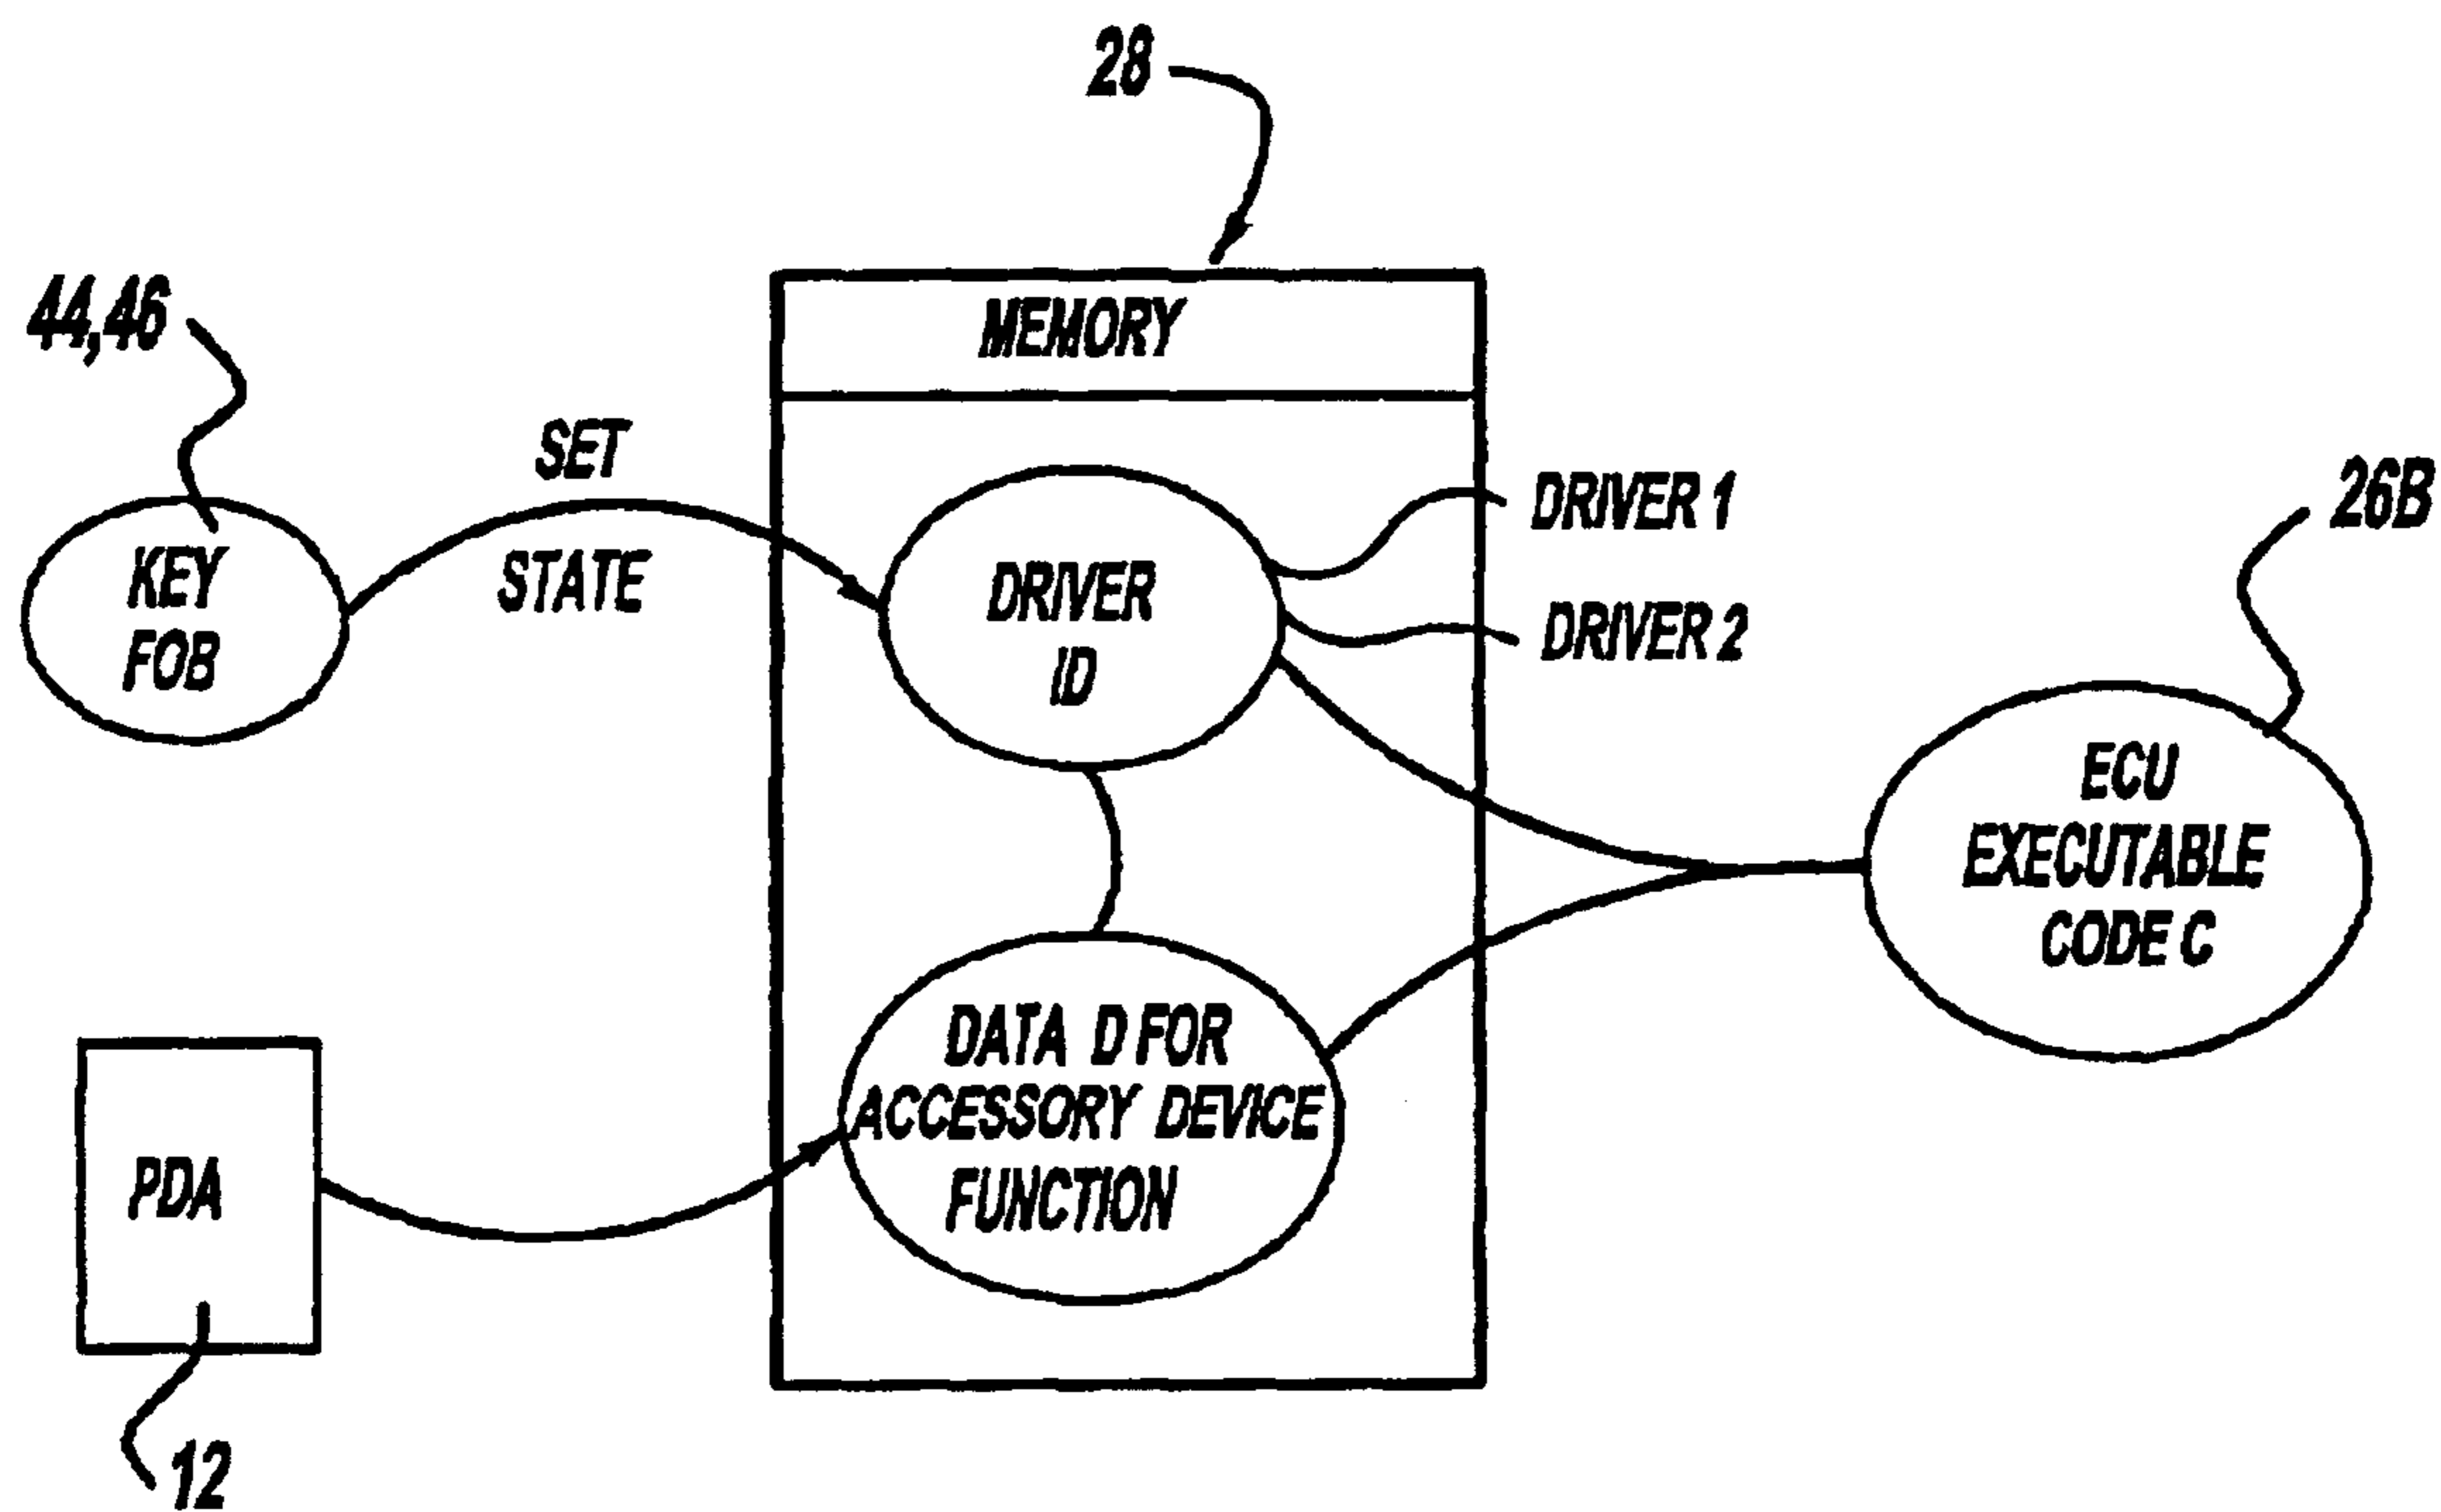 28
44,46
MEMORY
SET
STATE
KEY
FOB
DRIVER
ID
DRIVER 1
DRIVER 2
26B
ECU
EXECUTABLE
CODE C
DATA D FOR
ACCESSORY DEVICE
FUNCTION
PDA
12